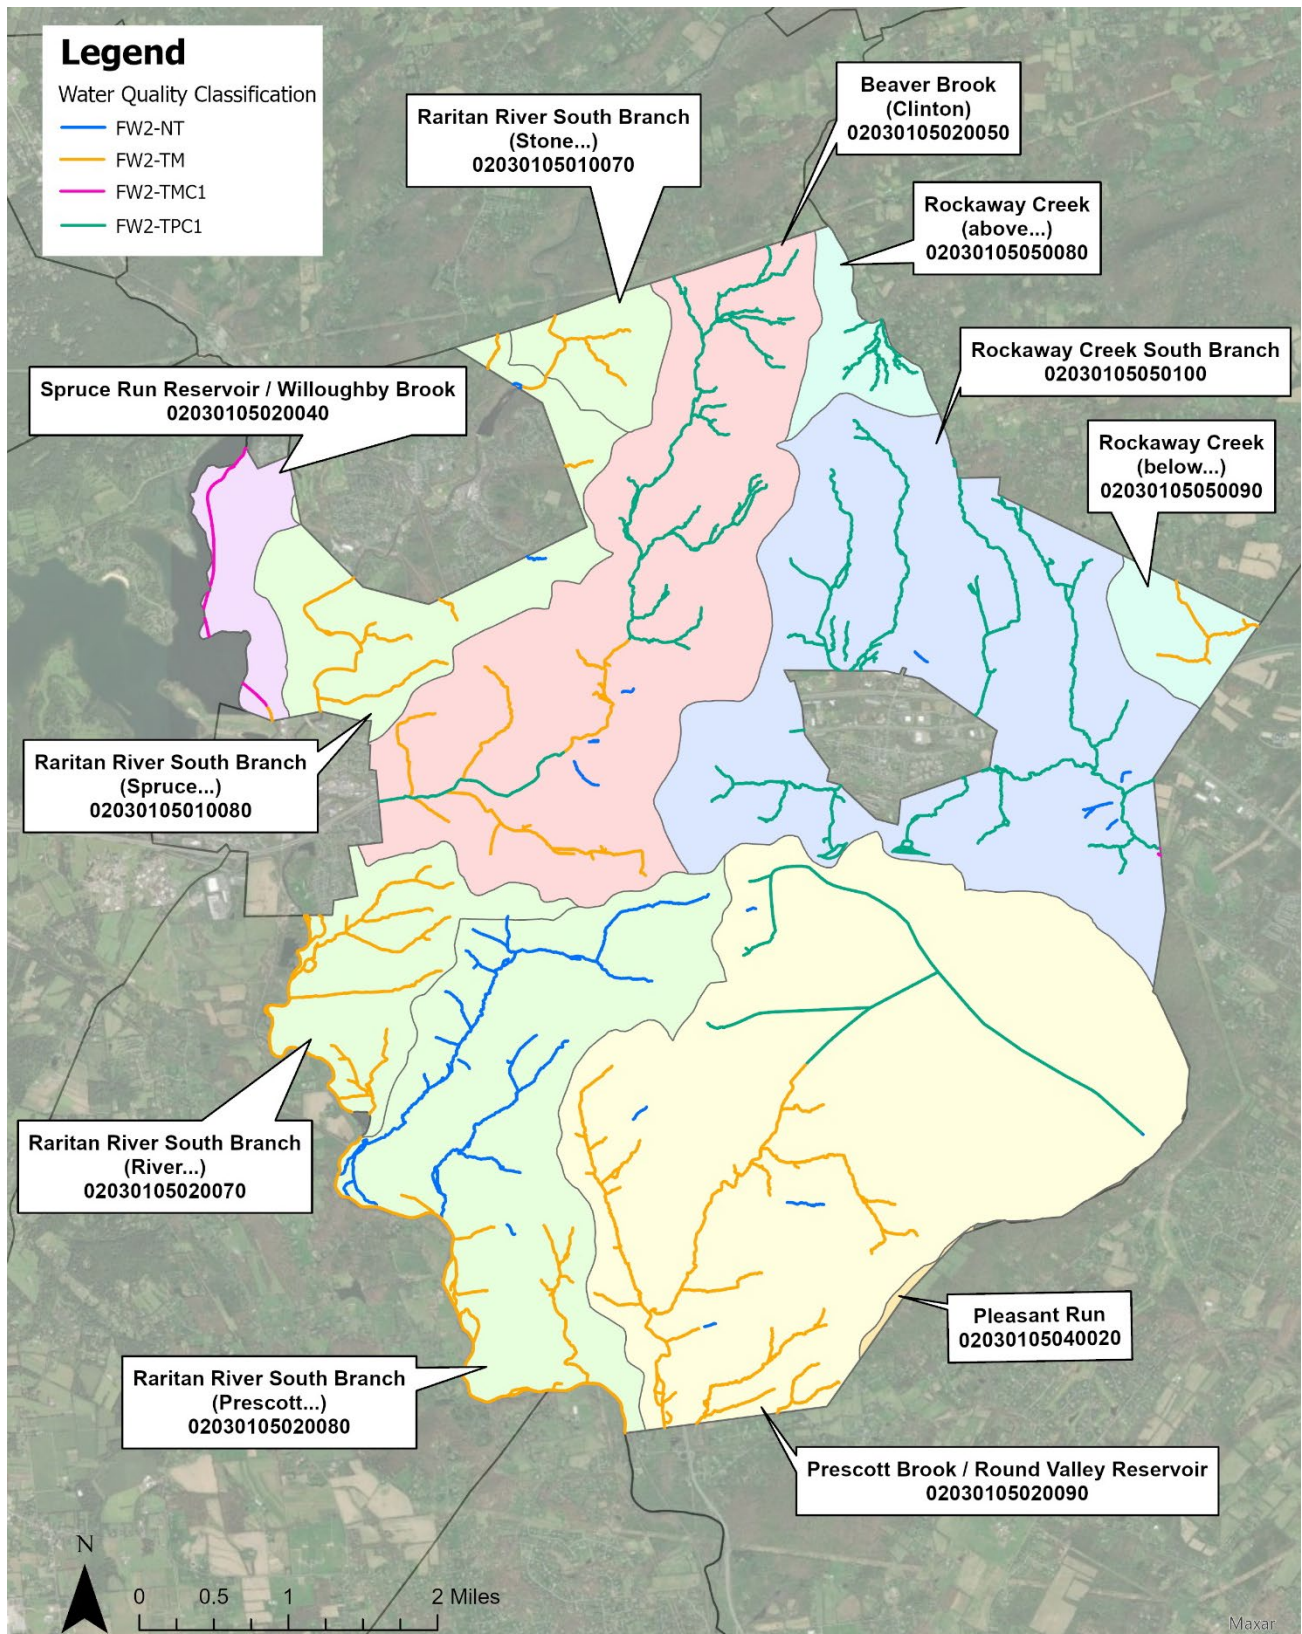 Legend
Water Quality Classification
FW2-NT
FW2-TM
FW2-TMC1
FW2-TPC1
Raritan River South Branch
(Stone...)
02030105010070
Beaver Brook
(Clinton)
02030105020050
Rockaway Creek
(above...)
02030105050080
Rockaway Creek South Branch
02030105050100
Spruce Run Reservoir / Willoughby Brook
02030105020040
Rockaway Creek
(below...)
02030105050090
Raritan River South Branch
(Spruce...)
02030105010080
Raritan River South Branch
(River...)
02030105020070
Pleasant Run
02030105040020
Raritan River South Branch
(Prescott...)
02030105020080
Prescott Brook / Round Valley Reservoir
02030105020090
N
0 0.5 1 2 Miles
Maxar